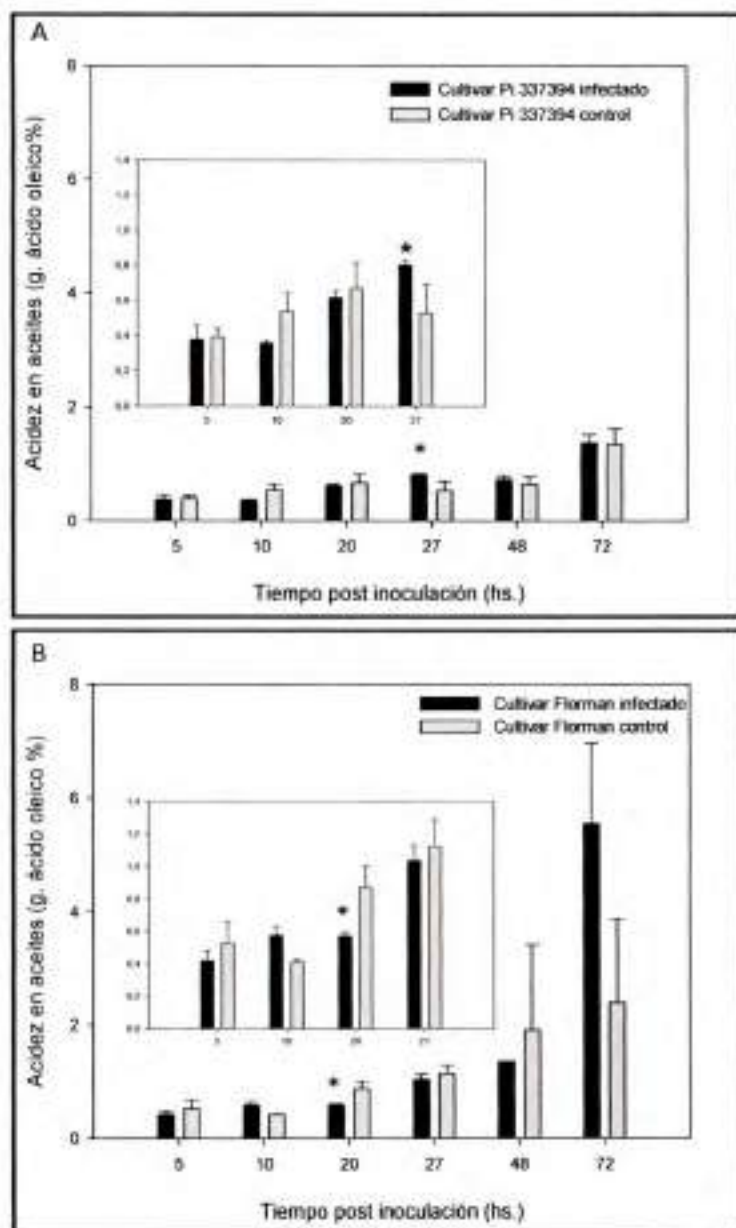 A
Acidez en aceites (g. ácido oleico%)
8
6
4
2
0
Cultivar Pi 337394 infectado
Cultivar Pi 337394 control
*
*
5
10
20
27
48
72
Tiempo post inoculación (hs.)
B
Acidez en aceites (g. ácido oleico %)
8
6
4
2
0
Cultivar Florman infectado
Cultivar Florman control
*
*
5
10
20
27
48
72
Tiempo post inoculación (hs.)